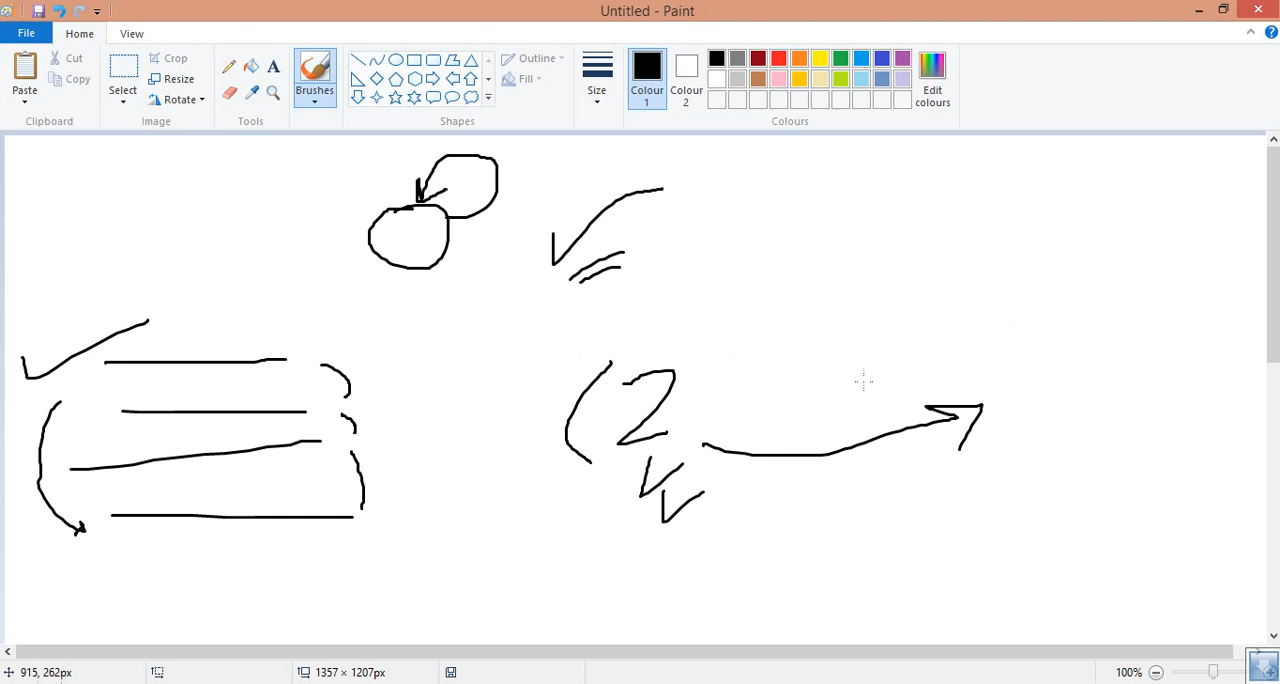 Untitled - Paint
File Home View
Paste
Cut
Copy
Clipboard
Select
Crop
Resize
Rotate
Image
A
Tools
Brushes
Outline
Fill
Shapes
Size
Colour 1
Colour 2
Edit colours
Colours
2
915, 262px
1357 × 1207px
100%